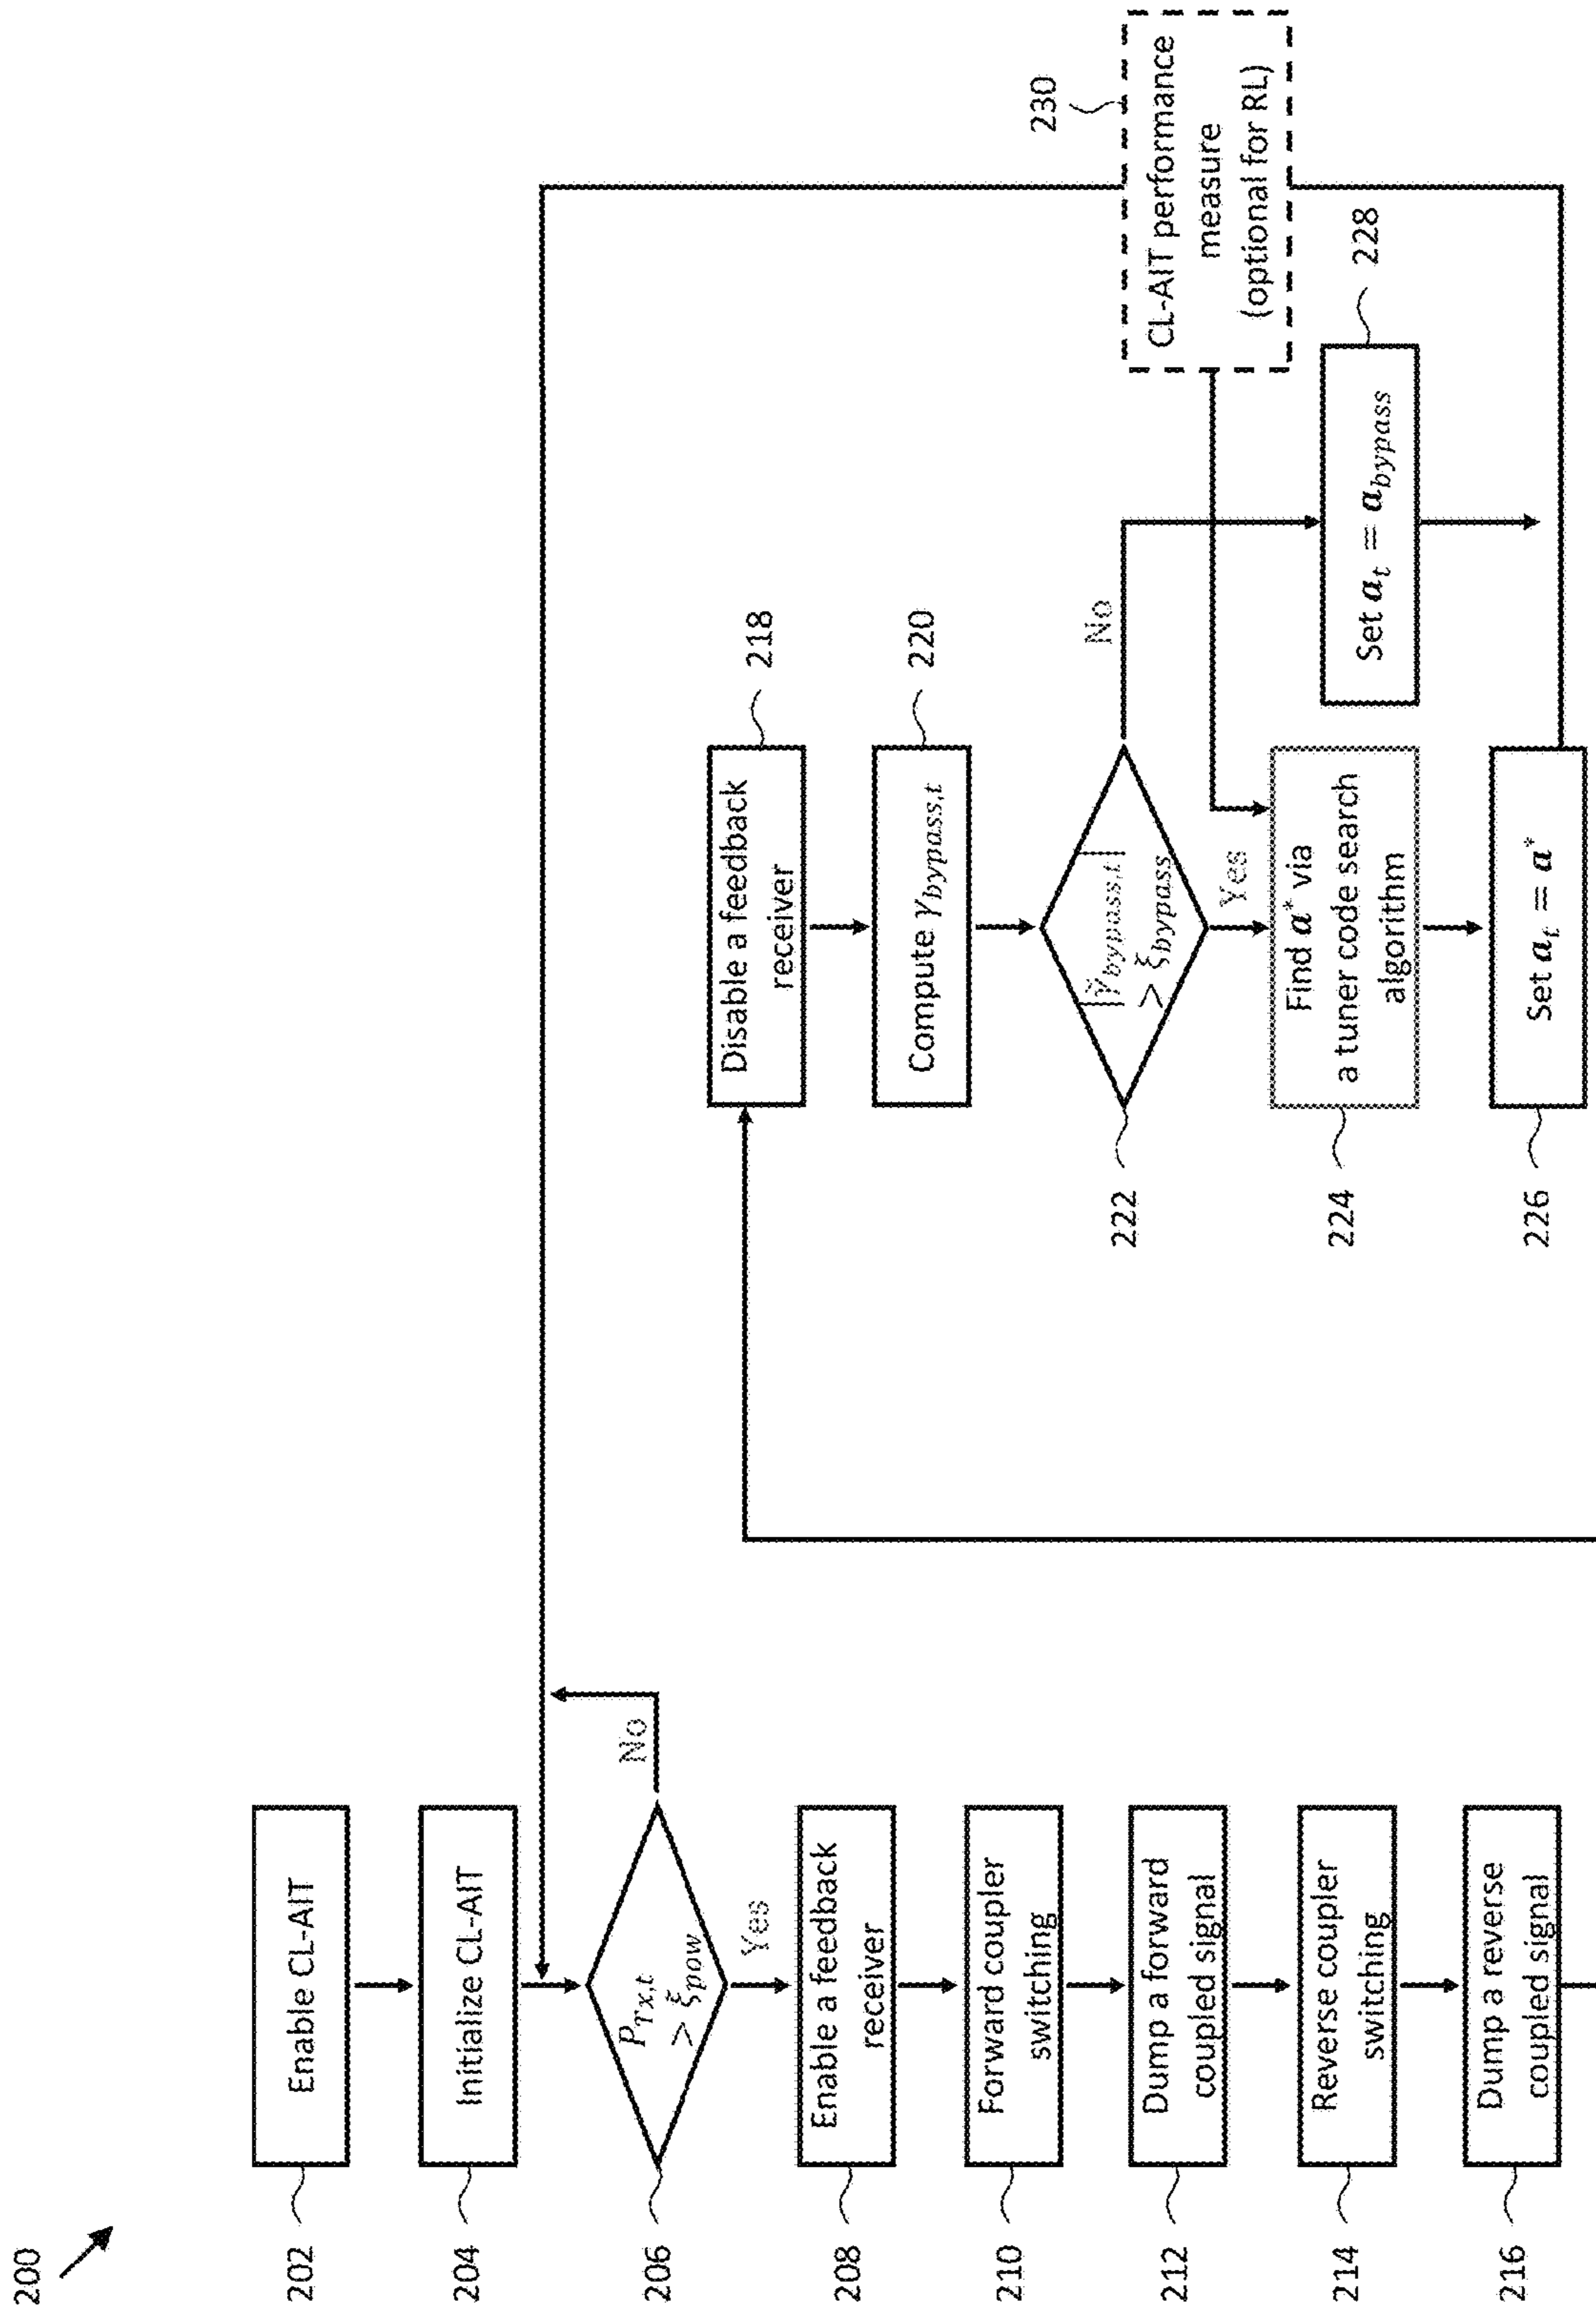 200
202
Enable CL-AIT
204
Initialize CL-AIT
206
P_{Tx,t}
> ξ_{pow}
No
Yes
208
Enable a feedback
receiver
210
Forward coupler
switching
212
Dump a forward
coupled signal
214
Reverse coupler
switching
216
Dump a reverse
coupled signal
Disable a feedback
receiver
218
Compute γ_{bypass,t}
220
222
|γ̌_{bypass,t}|
> ξ_{bypass}
No
Yes
224
Find a* via
a tuner code search
algorithm
226
Set a_t = a*
Set a_t = a_{bypass}
228
230
CL-AIT performance
measure
(optional for RL)